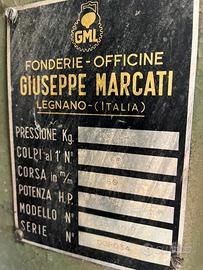 GML
FONDERIE - OFFICINE
GIUSEPPE MARCATI
LEGNANO - (ITALIA)
PRESSIONE Kg.
COLPI al 1' N°
CORSA in m/m
POTENZA H.P.
MODELLO N°
SERIE N°